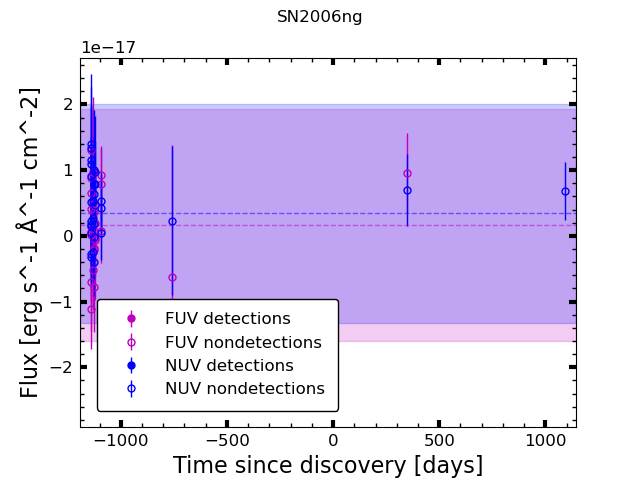 SN2006ng
1e−17
2
1
0
−1
−2
Flux [erg s^-1 Å^-1 cm^-2]
FUV detections
FUV nondetections
NUV detections
NUV nondetections
−1000 −500 0 500 1000
Time since discovery [days]